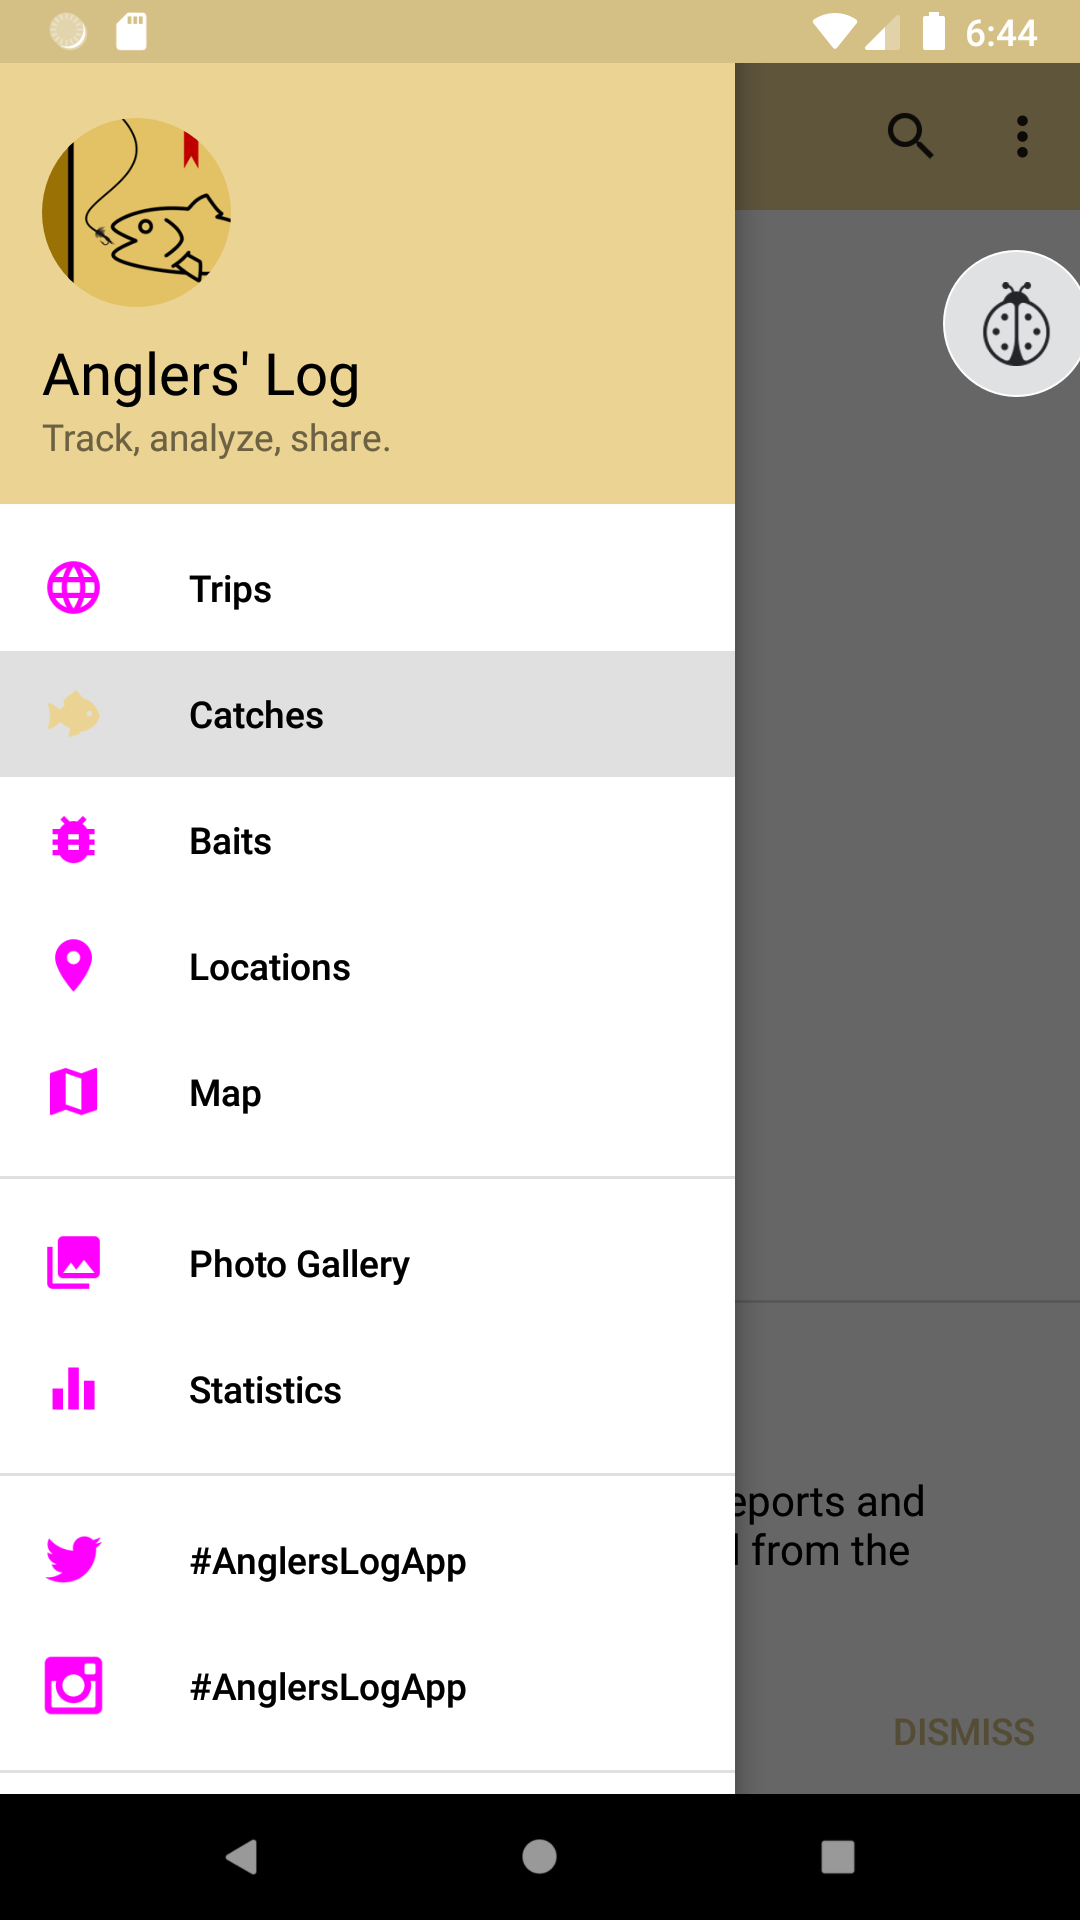 6:44
Anglers' Log
Track, analyze, share.
Trips
Catches
Baits
Locations
Map
Photo Gallery
Statistics
#AnglersLogApp
#AnglersLogApp
eports and
from the
DISMISS